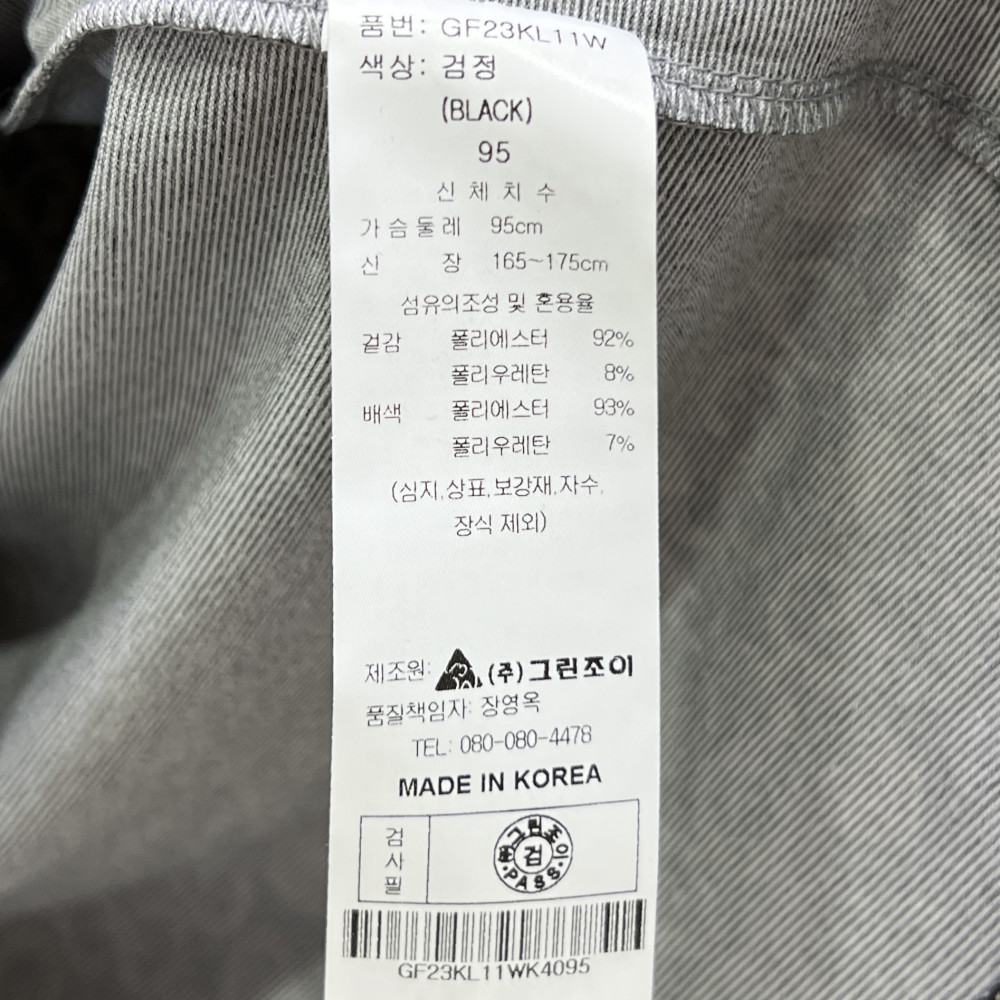 품번: GF23KL11W
색상: 검정
(BLACK)
95
신 체 치 수
가슴둘레 95cm
신 장 165~175cm
섬유의조성 및 혼용율
겉감 폴리에스터 92%
폴리우레탄 8%
배색 폴리에스터 93%
폴리우레탄 7%
(심지,상표,보강재,자수,
장식 제외)
제조원: (주)그린조이
품질책임자: 장영옥
TEL: 080-080-4478
MADE IN KOREA
검사필
㈜그린조이
검
PASS
GF23KL11WK4095